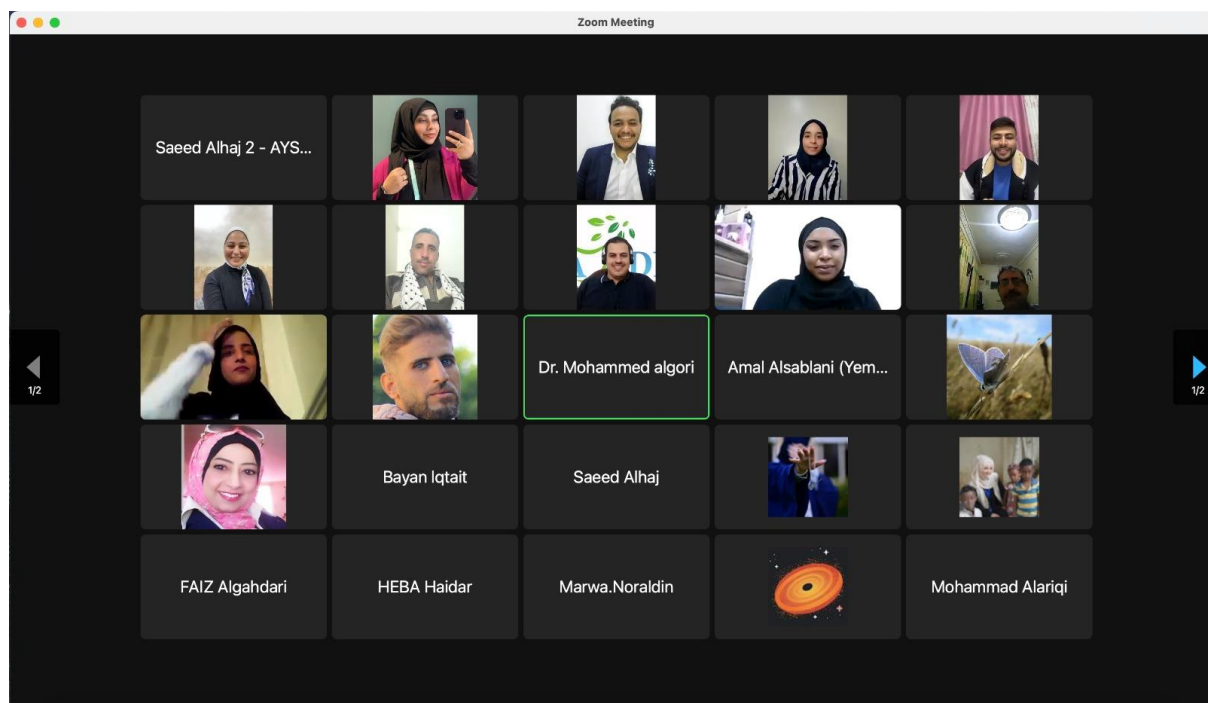 Zoom Meeting
Saeed Alhaj 2 - AYS...
Dr. Mohammed algori
Amal Alsablani (Yem...
1/2
1/2
Bayan Iqtait
Saeed Alhaj
FAIZ Algahdari
HEBA Haidar
Marwa.Noraldin
Mohammad Alariqi